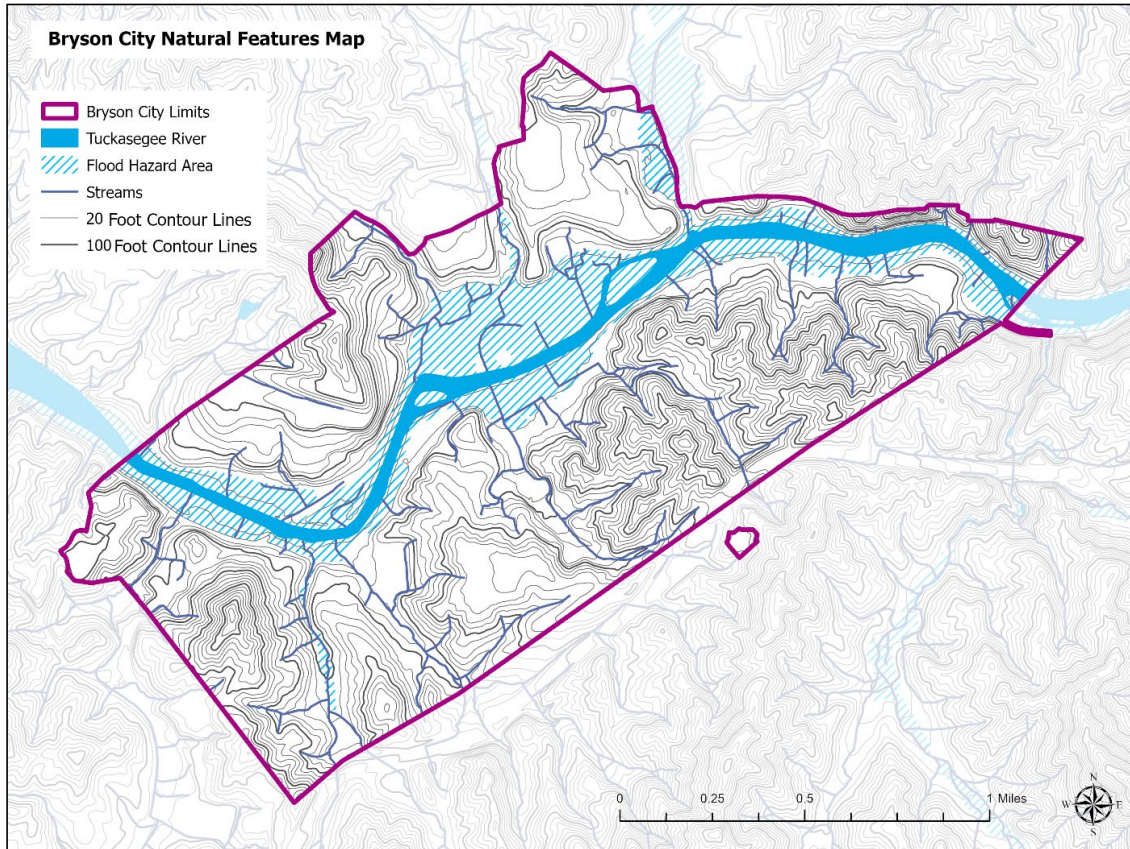 Bryson City Natural Features Map
Bryson City Limits
Tuckasegee River
Flood Hazard Area
Streams
20 Foot Contour Lines
100 Foot Contour Lines
0 0.25 0.5 1 Miles
N
W E
S